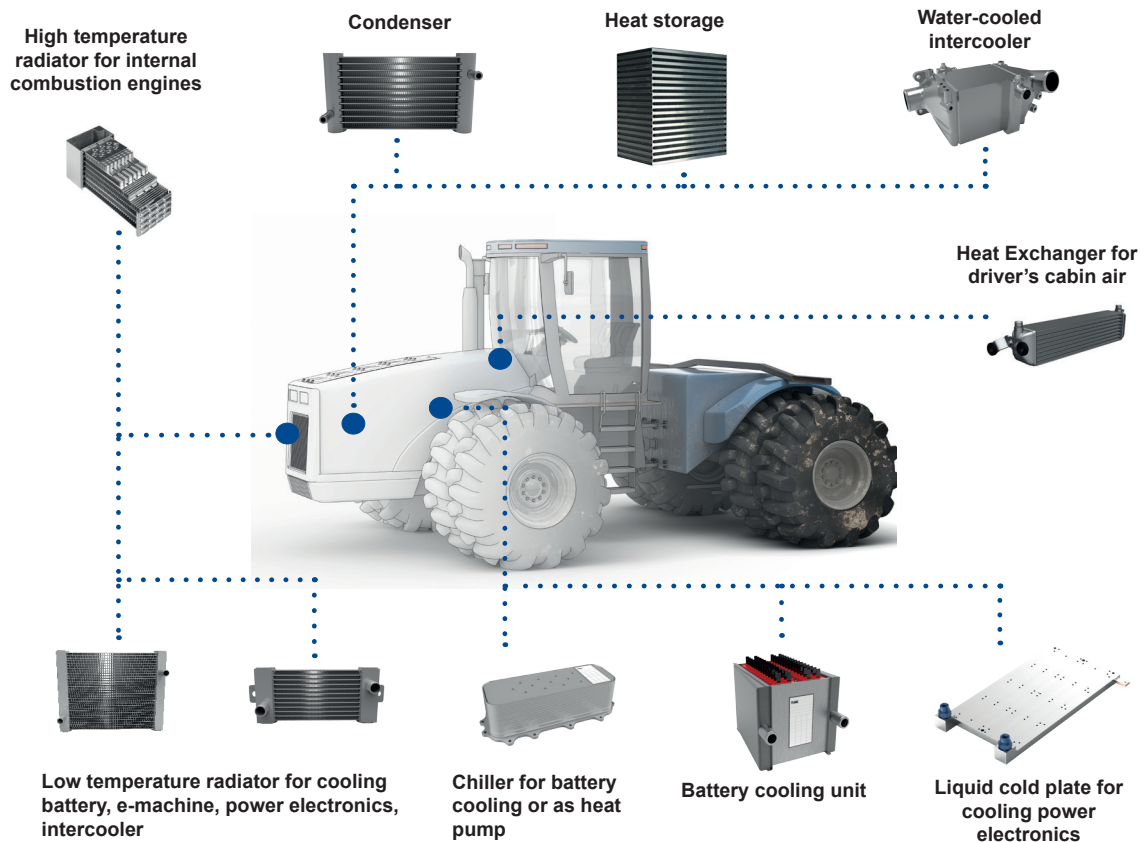 High temperature
radiator for internal
combustion engines
Condenser
Heat storage
Water-cooled
intercooler
Heat Exchanger for
driver's cabin air
Low temperature radiator for cooling
battery, e-machine, power electronics,
intercooler
Chiller for battery
cooling or as heat
pump
Battery cooling unit
Liquid cold plate for
cooling power
electronics